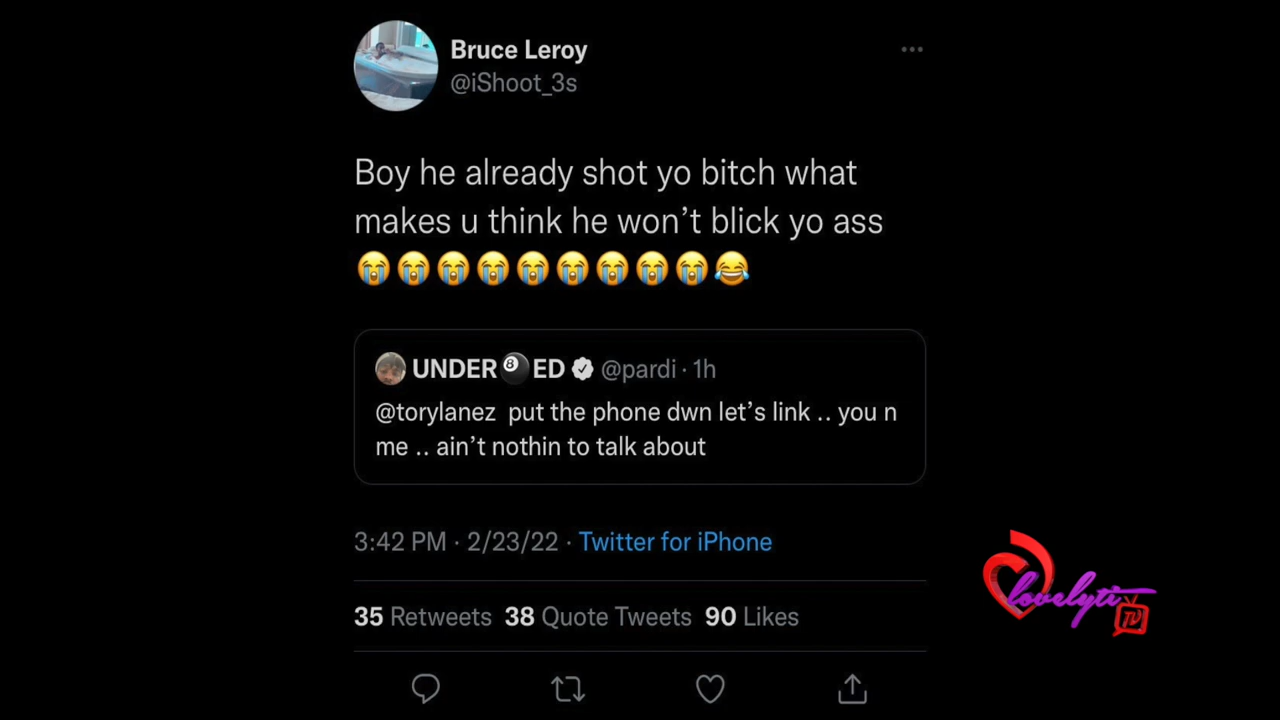 Bruce Leroy
@iShoot_3s
Boy he already shot yo bitch what
makes u think he won’t blick yo ass
😭😭😭😭😭😭😭😭😭😂
UNDER🎱ED @pardi · 1h
@torylanez put the phone dwn let’s link .. you n
me .. ain’t nothin to talk about
3:42 PM · 2/23/22 · Twitter for iPhone
35 Retweets 38 Quote Tweets 90 Likes
lovelyti
TV